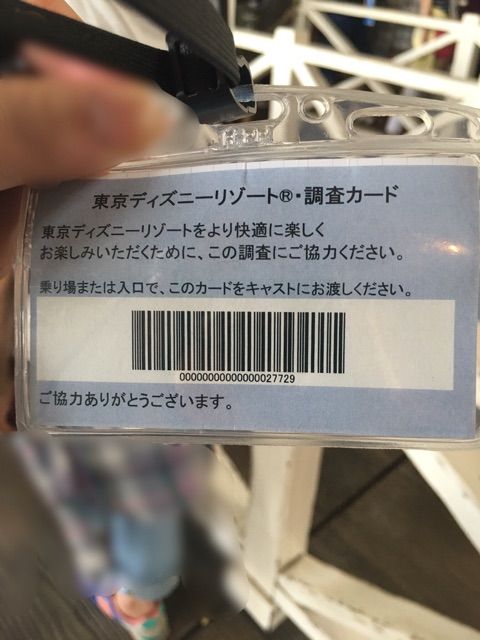 東京ディズニーリゾート®・調査カード
東京ディズニーリゾートをより快適に楽しく
お楽しみいただくために、この調査にご協力ください。
乗り場または入口で、このカードをキャストにお渡しください。
00000000000000027729
ご協力ありがとうございます。